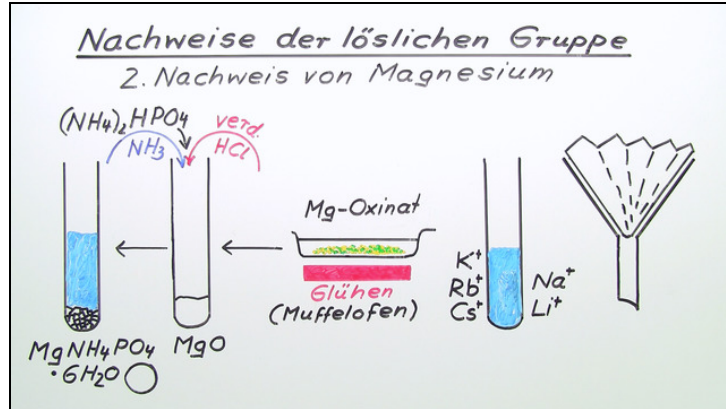 Nachweise der löslichen Gruppe
2. Nachweis von Magnesium
(NH4)2HPO4
verd.
NH3
HCl
Mg-Oxinat
K+
Rb+
Cs+
Na+
Li+
Glühen
(Muffelofen)
MgNH4PO4
· 6H2O
MgO